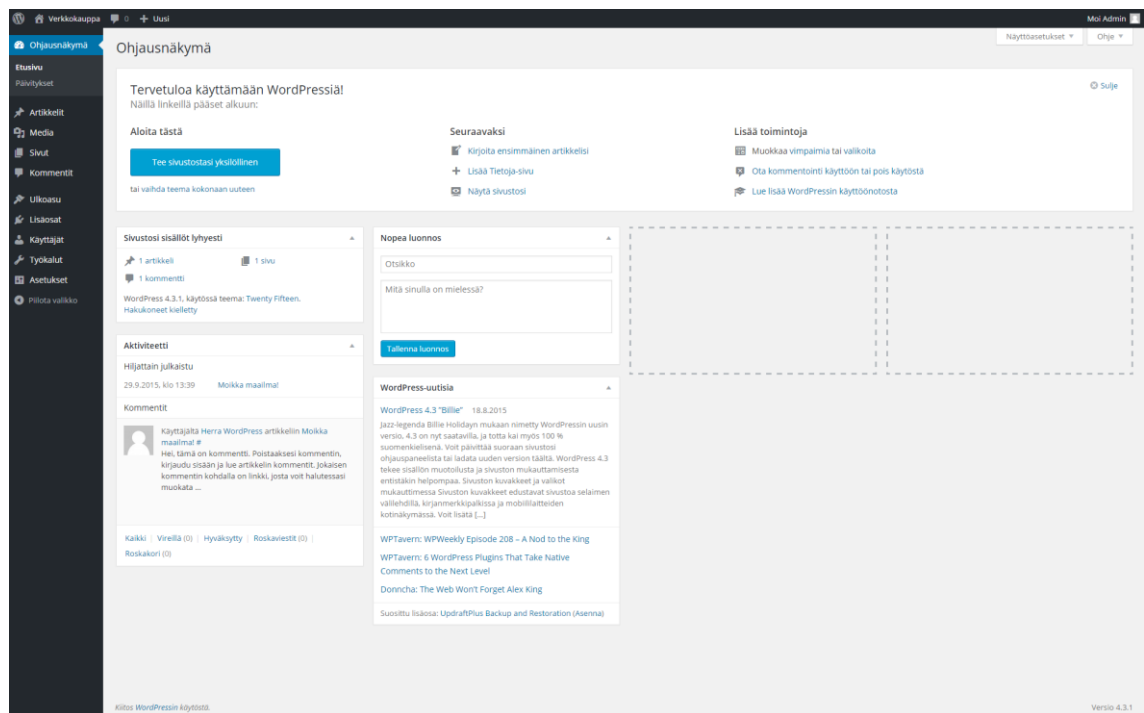 Verkkokauppa 0 + Uusi Moi Admin
Ohjausnäkymä
Etusivu
Päivitykset
Artikkelit
Media
Sivut
Kommentit
Ulkoasu
Lisäosat
Käyttäjät
Työkalut
Asetukset
Piilota valikko
Näyttöasetukset Ohje
Ohjausnäkymä
Tervetuloa käyttämään WordPressiä!
Sulje
Näillä linkeillä pääset alkuun:
Aloita tästä
Tee sivustostasi yksilöllinen
tai vaihda teema kokonaan uuteen
Seuraavaksi
Kirjoita ensimmäinen artikkelisi
Lisää Tietoja-sivu
Näytä sivustosi
Lisää toimintoja
Muokkaa vimpaimia tai valikoita
Ota kommentointi käyttöön tai pois käytöstä
Lue lisää WordPressin käyttöönotosta
Sivustosi sisällöt lyhyesti
1 artikkeli 1 sivu
1 kommentti
WordPress 4.3.1, käytössä teema: Twenty Fifteen.
Hakukoneet kielletty
Aktiviteetti
Hiljattain julkaistu
29.9.2015, klo 13:39 Moikka maailma!
Kommentit
Käyttäjältä Herra WordPress artikkeliin Moikka
maailma! #
Hei, tämä on kommentti. Poistaaksesi kommentin,
kirjaudu sisään ja lue artikkelin kommentit. Jokaisen
kommentin kohdalla on linkki, josta voit halutessasi
muokata ...
Kaikki | Vireillä (0) | Hyväksytty | Roskaviestit (0) |
Roskakori (0)
Nopea luonnos
Otsikko
Mitä sinulla on mielessä?
Tallenna luonnos
WordPress-uutisia
WordPress 4.3 "Billie" 18.8.2015
Jazz-legenda Billie Holidayn mukaan nimetty WordPressin uusin
versio, 4.3 on nyt saatavilla, ja totta kai myös 100 %
suomenkielisenä. Voit päivittää suoraan sivustosi
ohjauspaneelista tai ladata uuden version täältä. WordPress 4.3
tekee sisällön muotoilusta ja sivuston mukauttamisesta
entistäkin helpompaa. Sivuston kuvakkeet ja valikot
mukauttimessa Sivuston kuvakkeet edustavat sivustoa selaimen
välilehdillä, kirjanmerkkipalkissa ja mobiililaitteiden
kotinäkymässä. Voit lisätä [...]
WPTavern: WPWeekly Episode 208 – A Nod to the King
WPTavern: 6 WordPress Plugins That Take Native
Comments to the Next Level
Donncha: The Web Won't Forget Alex King
Suosittu lisäosa: UpdraftPlus Backup and Restoration (Asenna)
Kiitos WordPressin käytöstä.
Versio 4.3.1